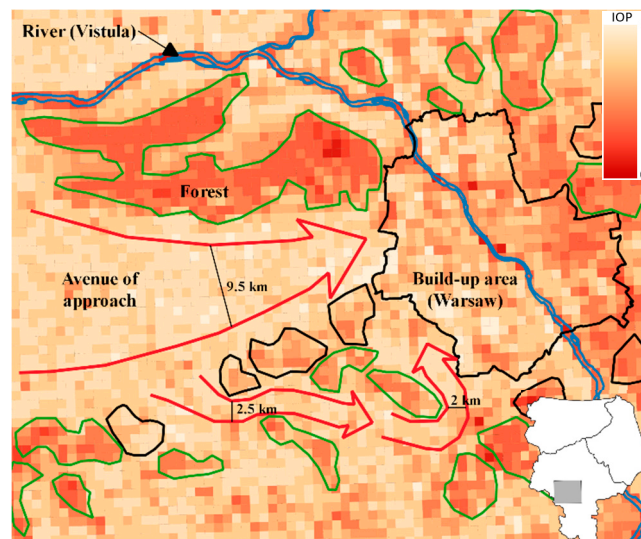 River (Vistula)
IOP
Forest
Avenue of
approach
9.5 km
Build-up area
(Warsaw)
2.5 km
2 km